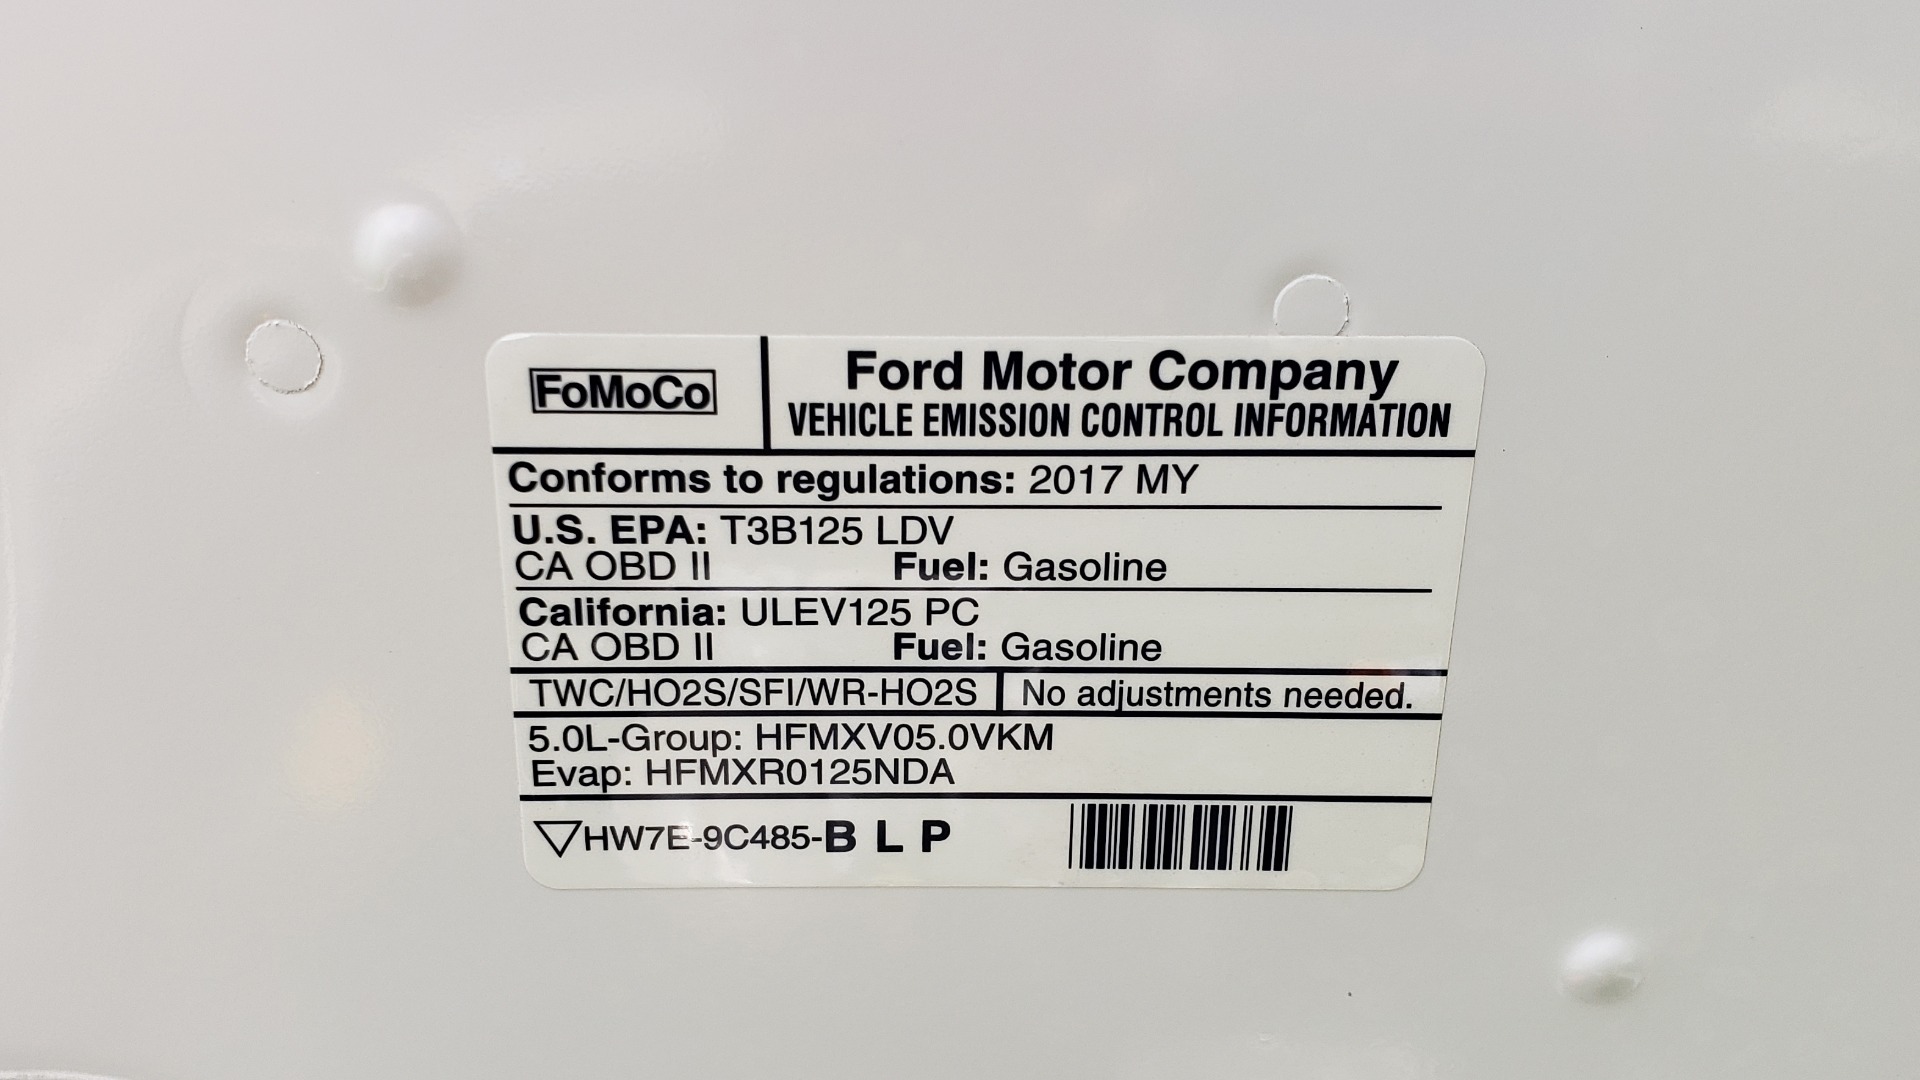 FoMoCo
Ford Motor Company
VEHICLE EMISSION CONTROL INFORMATION
Conforms to regulations: 2017 MY
U.S. EPA: T3B125 LDV
CA OBD II Fuel: Gasoline
California: ULEV125 PC
CA OBD II Fuel: Gasoline
TWC/HO2S/SFI/WR-HO2S No adjustments needed.
5.0L-Group: HFMXV05.0VKM
Evap: HFMXR0125NDA
HW7E-9C485-B L P